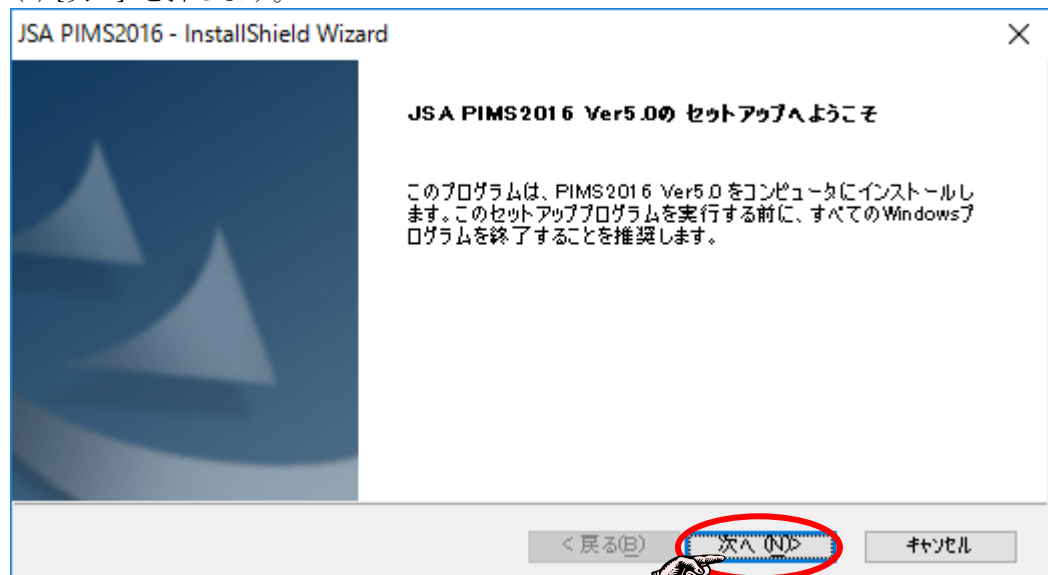 JSA PIMS2016 - InstallShield Wizard
JSA PIMS2016 Ver5.0の セットアップへようこそ
このプログラムは、PIMS2016 Ver5.0 をコンピュータにインストールし
ます。このセットアッププログラムを実行する前に、すべてのWindowsプ
ログラムを終了することを推奨します。
< 戻る(B) 次へ (N)> キャンセル